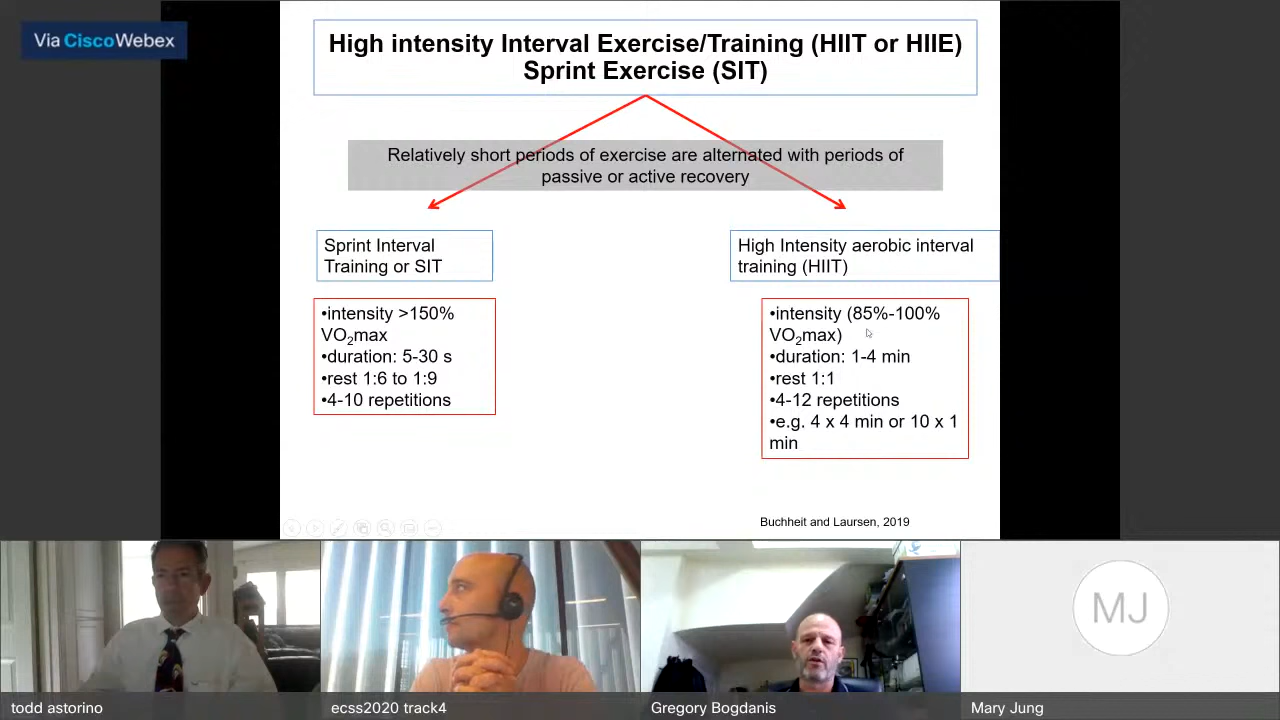 Via Cisco Webex
High intensity Interval Exercise/Training (HIIT or HIIE)
Sprint Exercise (SIT)
Relatively short periods of exercise are alternated with periods of
passive or active recovery
Sprint Interval
Training or SIT
•intensity >150%
VO2max
•duration: 5-30 s
•rest 1:6 to 1:9
•4-10 repetitions
High Intensity aerobic interval
training (HIIT)
•intensity (85%-100%
VO2max)
•duration: 1-4 min
•rest 1:1
•4-12 repetitions
•e.g. 4 x 4 min or 10 x 1
min
Buchheit and Laursen, 2019
MJ
todd astorino
ecss2020 track4
Gregory Bogdanis
Mary Jung